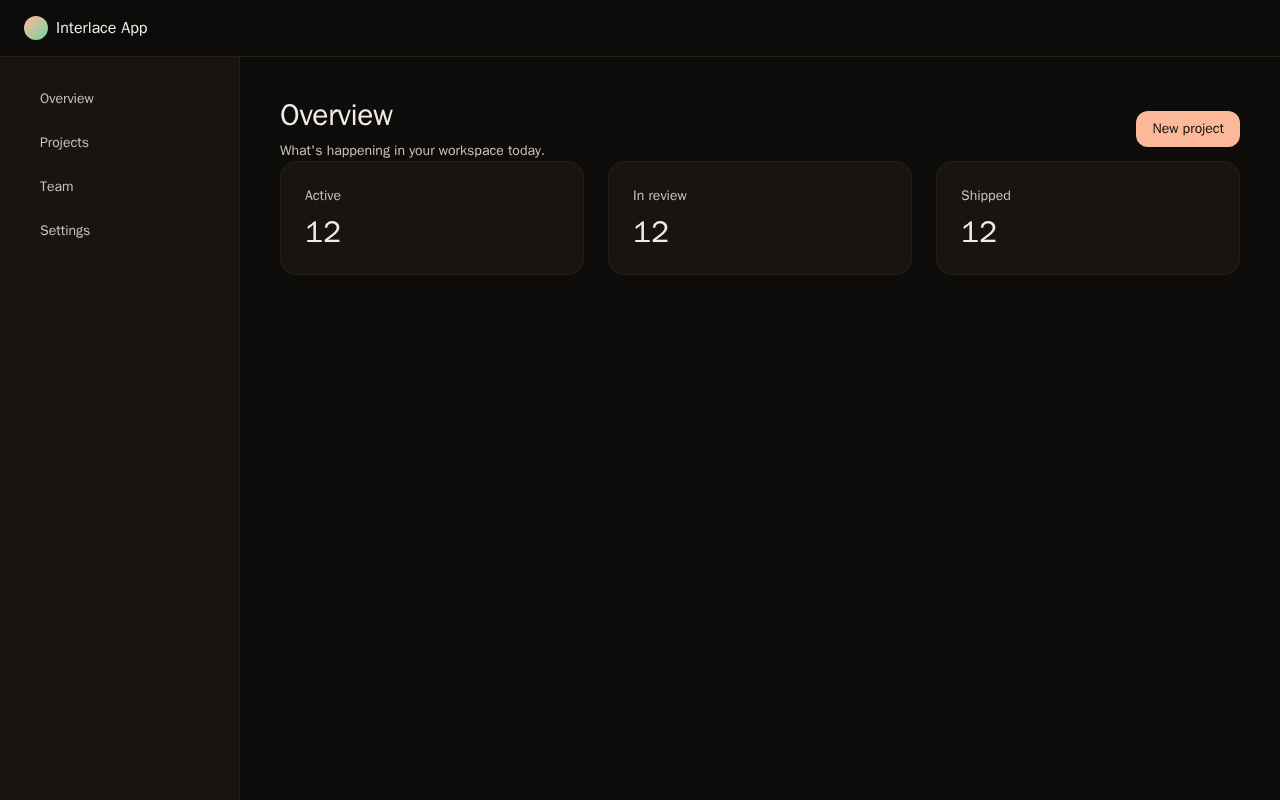 Interlace App
Overview
Projects
Team
Settings
Overview
What's happening in your workspace today.
New project
Active
12
In review
12
Shipped
12